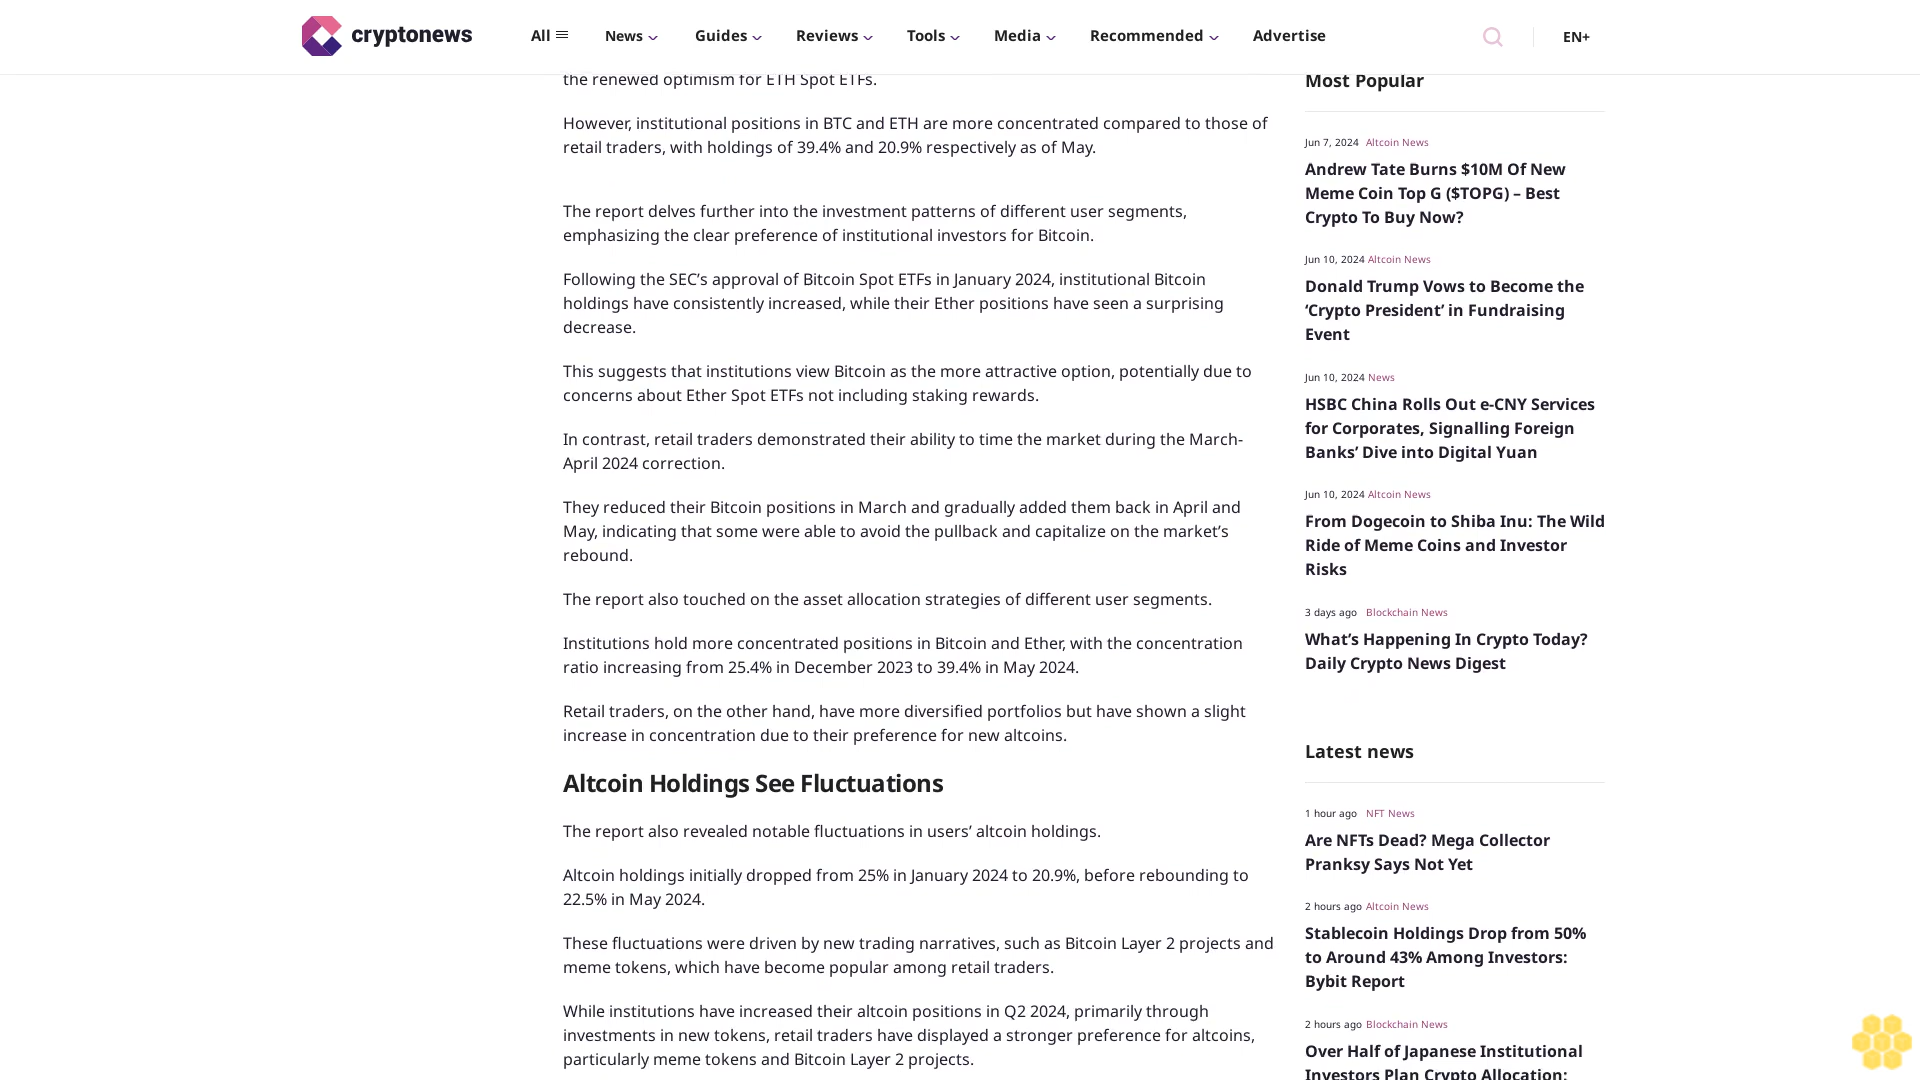 cryptonews
All
News
Guides
Reviews
Tools
Media
Recommended
Advertise
EN+
the renewed optimism for ETH Spot ETFs.
However, institutional positions in BTC and ETH are more concentrated compared to those of
retail traders, with holdings of 39.4% and 20.9% respectively as of May.
The report delves further into the investment patterns of different user segments,
emphasizing the clear preference of institutional investors for Bitcoin.
Following the SEC’s approval of Bitcoin Spot ETFs in January 2024, institutional Bitcoin
holdings have consistently increased, while their Ether positions have seen a surprising
decrease.
This suggests that institutions view Bitcoin as the more attractive option, potentially due to
concerns about Ether Spot ETFs not including staking rewards.
In contrast, retail traders demonstrated their ability to time the market during the March-
April 2024 correction.
They reduced their Bitcoin positions in March and gradually added them back in April and
May, indicating that some were able to avoid the pullback and capitalize on the market’s
rebound.
The report also touched on the asset allocation strategies of different user segments.
Institutions hold more concentrated positions in Bitcoin and Ether, with the concentration
ratio increasing from 25.4% in December 2023 to 39.4% in May 2024.
Retail traders, on the other hand, have more diversified portfolios but have shown a slight
increase in concentration due to their preference for new altcoins.
Altcoin Holdings See Fluctuations
The report also revealed notable fluctuations in users’ altcoin holdings.
Altcoin holdings initially dropped from 25% in January 2024 to 20.9%, before rebounding to
22.5% in May 2024.
These fluctuations were driven by new trading narratives, such as Bitcoin Layer 2 projects and
meme tokens, which have become popular among retail traders.
While institutions have increased their altcoin positions in Q2 2024, primarily through
investments in new tokens, retail traders have displayed a stronger preference for altcoins,
particularly meme tokens and Bitcoin Layer 2 projects.
Most Popular
Jun 7, 2024 Altcoin News
Andrew Tate Burns $10M Of New
Meme Coin Top G ($TOPG) – Best
Crypto To Buy Now?
Jun 10, 2024 Altcoin News
Donald Trump Vows to Become the
‘Crypto President’ in Fundraising
Event
Jun 10, 2024 News
HSBC China Rolls Out e-CNY Services
for Corporates, Signalling Foreign
Banks’ Dive into Digital Yuan
Jun 10, 2024 Altcoin News
From Dogecoin to Shiba Inu: The Wild
Ride of Meme Coins and Investor
Risks
3 days ago Blockchain News
What’s Happening In Crypto Today?
Daily Crypto News Digest
Latest news
1 hour ago NFT News
Are NFTs Dead? Mega Collector
Pranksy Says Not Yet
2 hours ago Altcoin News
Stablecoin Holdings Drop from 50%
to Around 43% Among Investors:
Bybit Report
2 hours ago Blockchain News
Over Half of Japanese Institutional
Investors Plan Crypto Allocation: